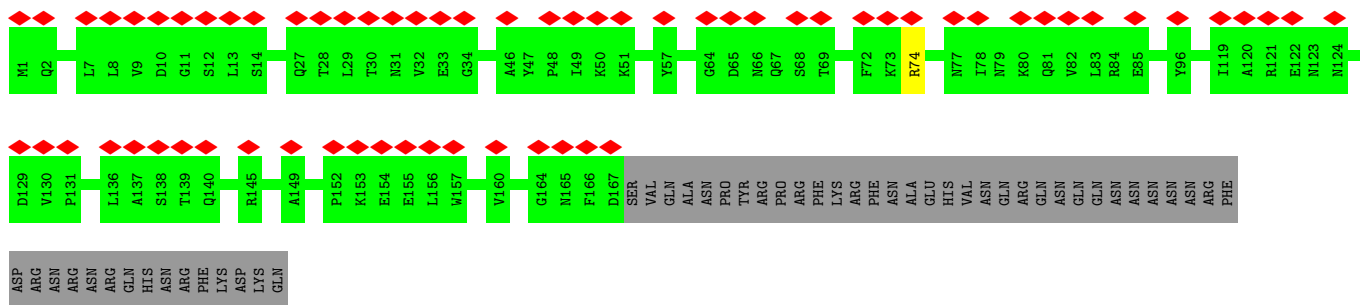 M1 Q2 L7 L8 V9 D10 G11 S12 L13 S14 Q27 T28 L29 T30 N31 V32 E33 G34 A46 Y47 P48 I49 K50 K51 Y57 G64 D65 N66 Q67 S68 T69 F72 K73 R74 N77 I78 N79 K80 Q81 V82 L83 R84 E85 Y96 I119 A120 R121 E122 N123 N124
D129 V130 P131 L136 A137 S138 T139 Q140 R145 A149 P152 K153 E154 E155 L156 W157 V160 G164 N165 F166 D167 SER VAL GLN ALA ASN PRO TYR ARG PRO ARG PHE LYS ARG PHE ASN ALA GLU HIS VAL ASN GLN ARG GLN ASN GLN GLN ASN ASN ASN ASN ASN ARG PHE
ASP ARG ASN ARG ASN ARG GLN HIS ASN ARG PHE LYS ASP LYS GLN